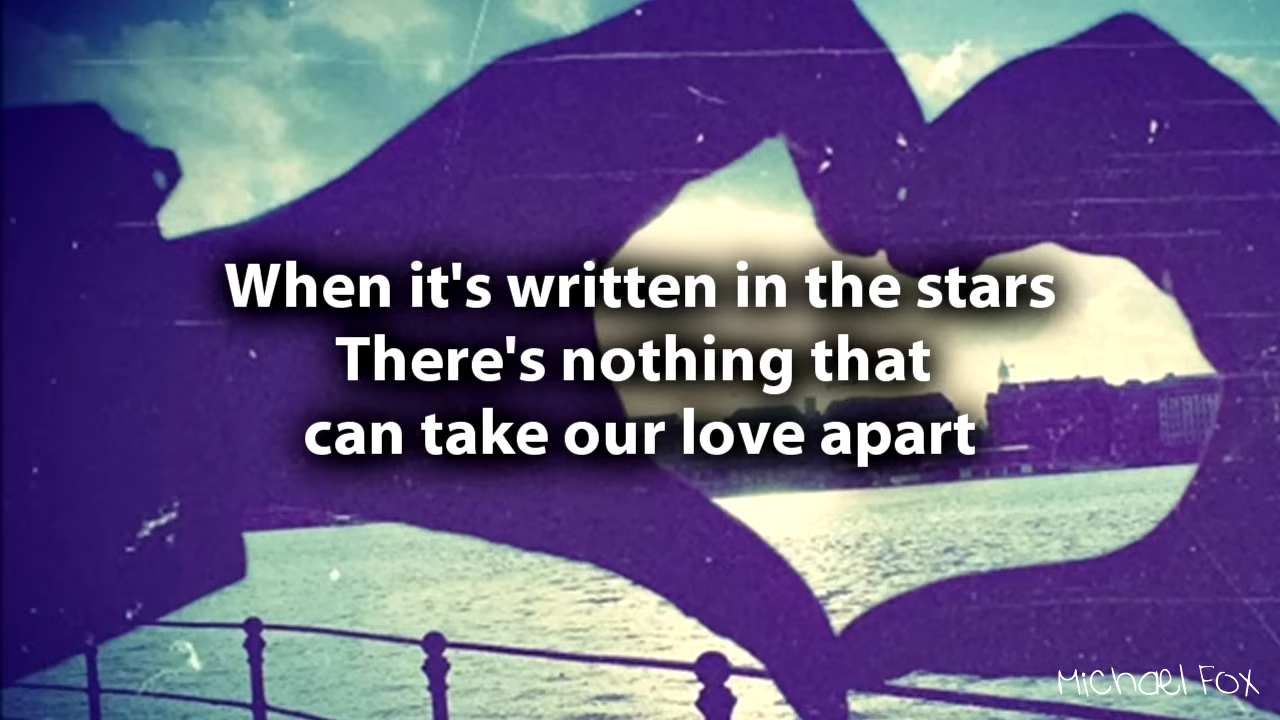 When it's written in the stars
There's nothing that
can take our love apart
Michael Fox